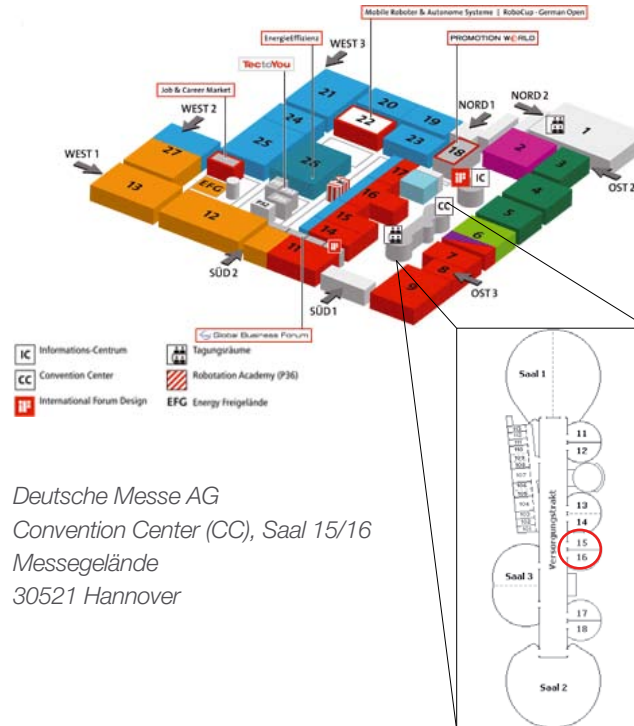 Mobile Roboter & Autonome Systeme | RoboCup - German Open
EnergieEffizienz
PROMOTION WORLD
WEST 3
TectoYou
NORD 2
Job & Career Market
21
20
NORD 1
1
WEST 2
22
19
24
23
18
2
25
26
17
IC
3
OST 2
WEST 1
27
16
4
13
EFG
P32
CC
5
15
12
14
6
11
7
SÜD 2
8
9
OST 3
SÜD 1
Global Business Forum
IC Informations-Centrum
Tagungsräume
CC Convention Center
Robotation Academy (P36)
iF International Forum Design
EFG Energy Freigelände
Saal 1
11
12
13
14
15
16
Versorgungstrakt
Saal 3
17
18
Saal 2
Deutsche Messe AG
Convention Center (CC), Saal 15/16
Messegelände
30521 Hannover